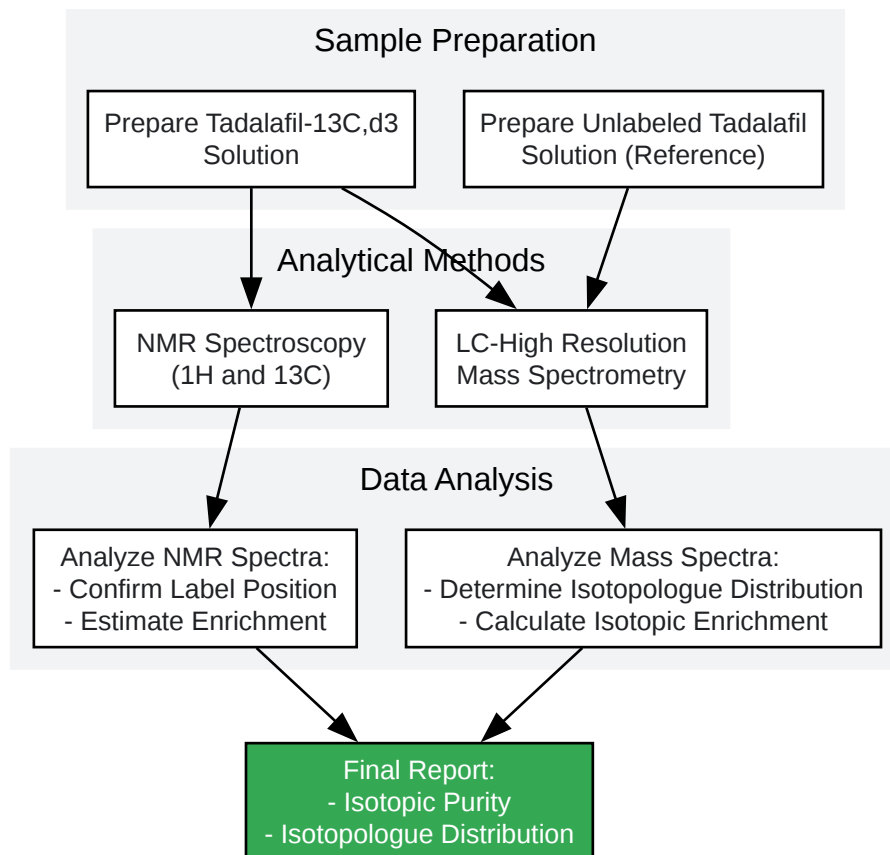 Sample Preparation
Prepare Tadalafil-13C,d3
Solution
Prepare Unlabeled Tadalafil
Solution (Reference)
Analytical Methods
NMR Spectroscopy
(1H and 13C)
LC-High Resolution
Mass Spectrometry
Data Analysis
Analyze NMR Spectra:
- Confirm Label Position
- Estimate Enrichment
Analyze Mass Spectra:
- Determine Isotopologue Distribution
- Calculate Isotopic Enrichment
Final Report:
- Isotopic Purity
- Isotopologue Distribution